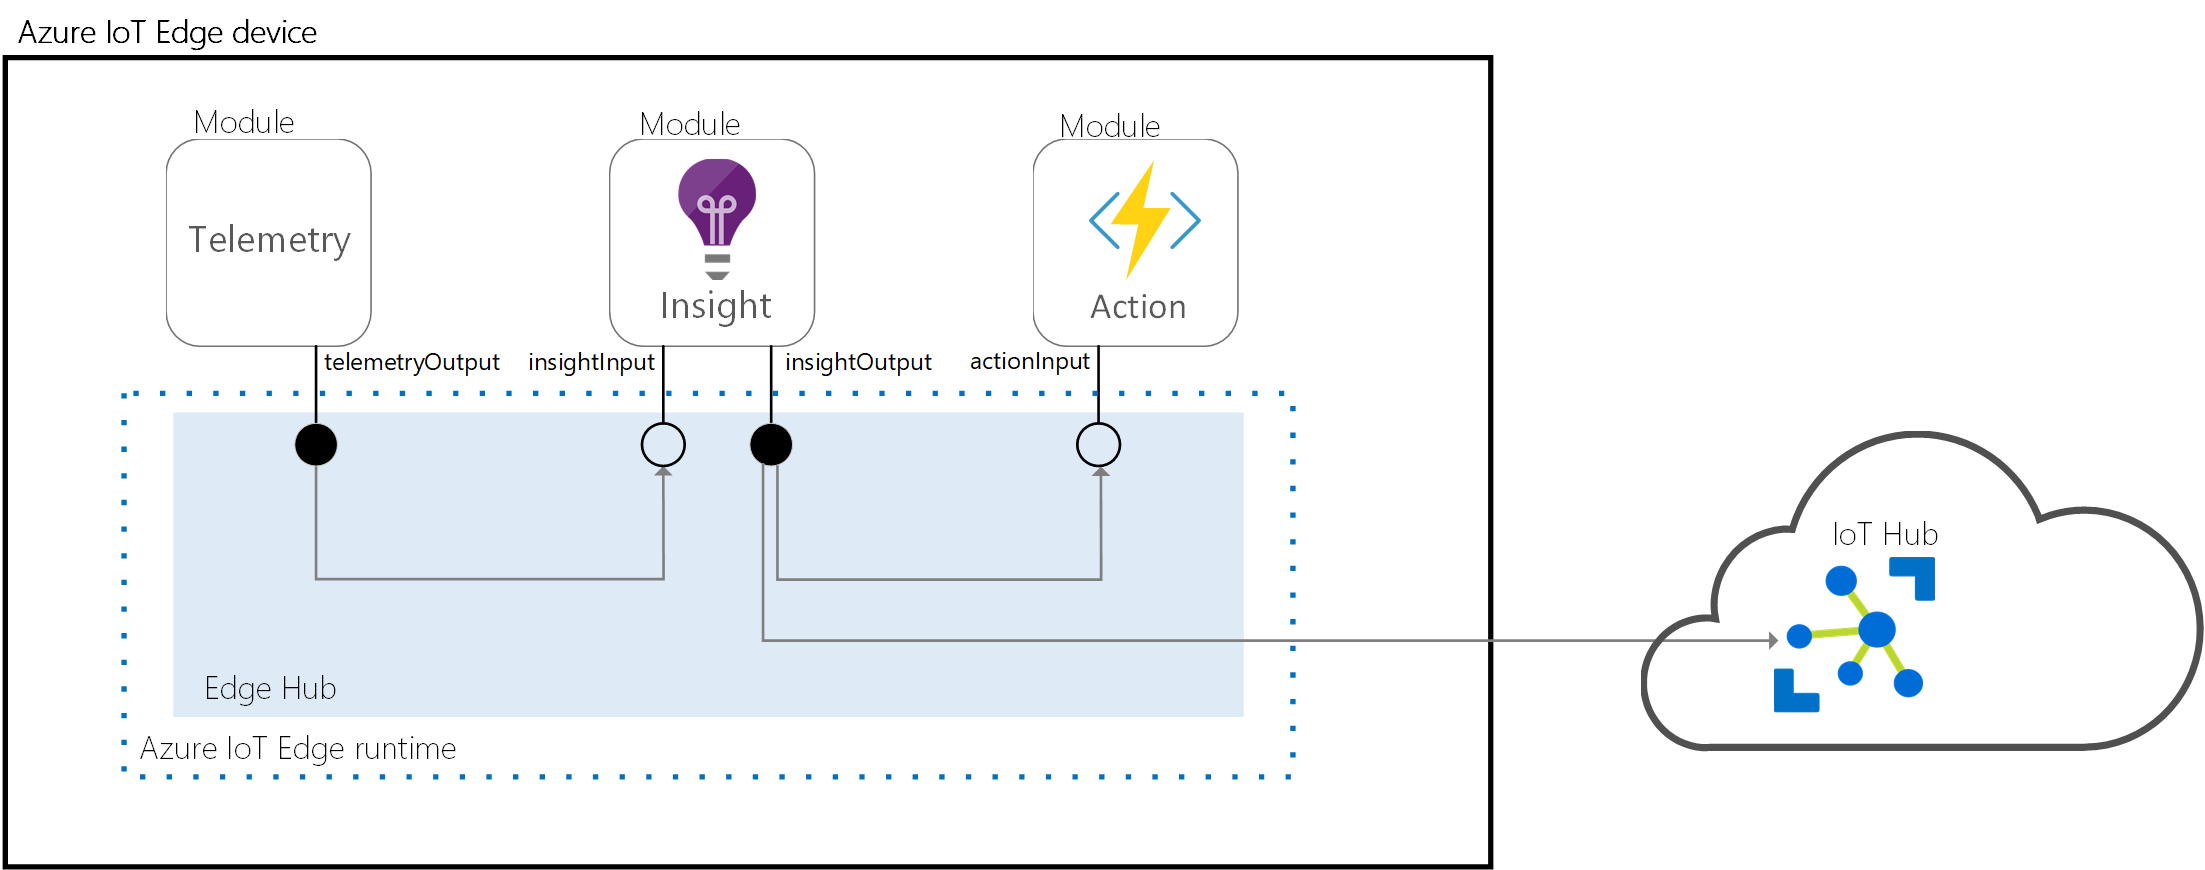 Azure IoT Edge device
Module
Module
Module
Telemetry
Insight
Action
telemetryOutput
insightInput
insightOutput
actionInput
IoT Hub
Edge Hub
Azure IoT Edge runtime